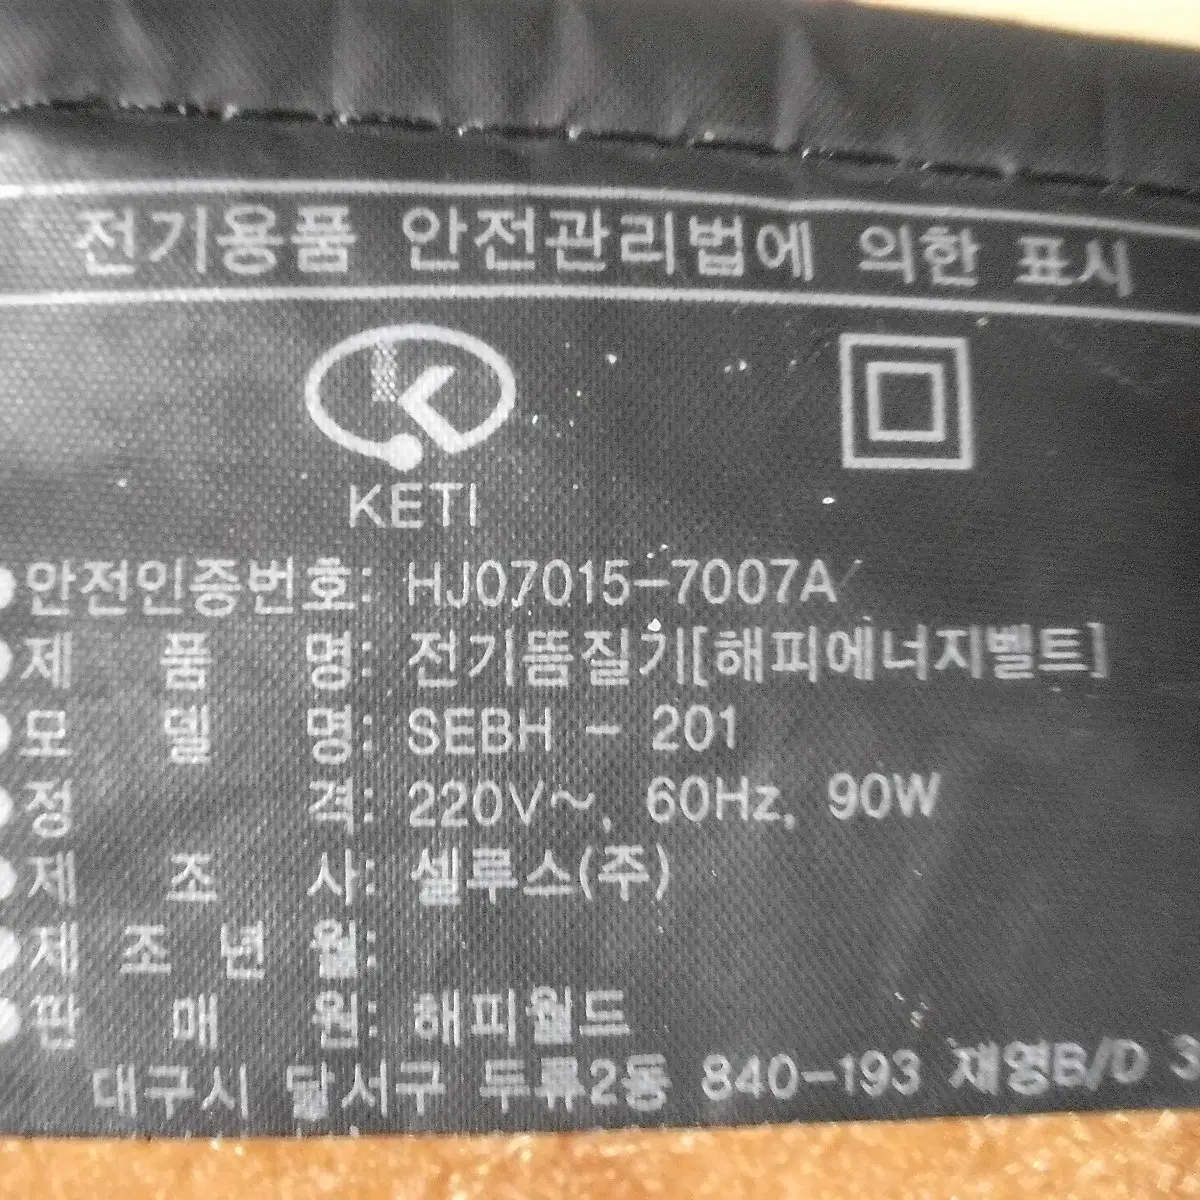 전기용품 안전관리법에 의한 표시
KETI
안전인증번호: HJ07015-7007A
제 품 명: 전기뜸질기[해피에너지벨트]
모 델 명: SEBH - 201
정 격: 220V~, 60Hz, 90W
제 조 사: 셀루스(주)
제 조 년 월:
판 매 원: 해피월드
대구시 달서구 두류2동 840-193 재영B/D 3